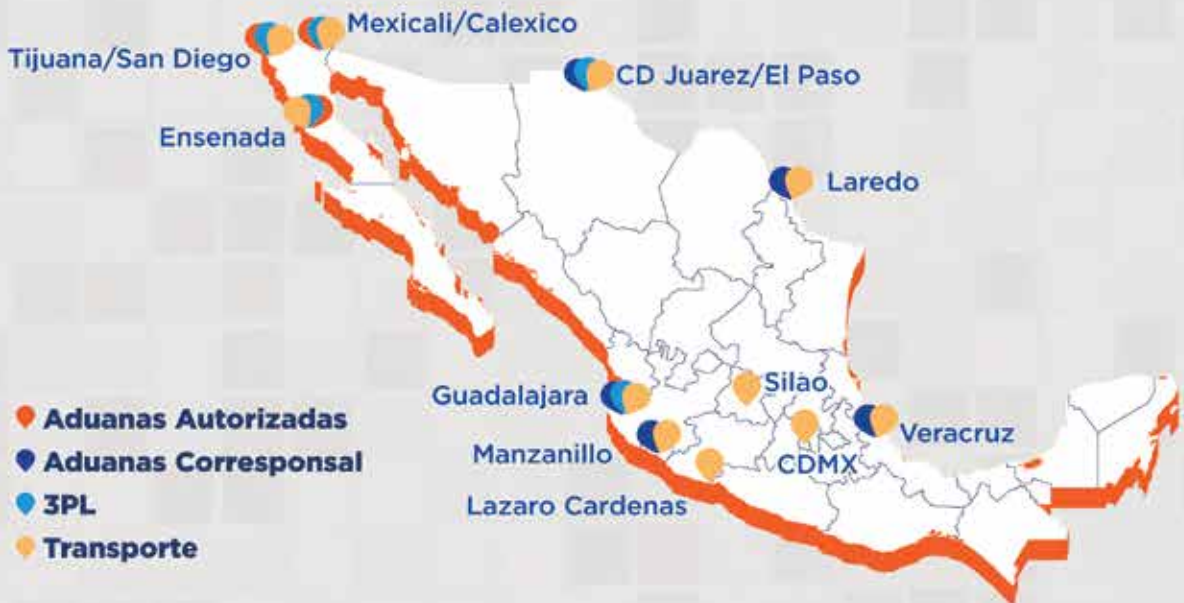 Mexicali/Calexico
Tijuana/San Diego
CD Juarez/El Paso
Ensenada
Laredo
Silao
Guadalajara
Aduanas Autorizadas
Veracruz
Manzanillo
CDMX
Aduanas Corresponsal
Lazaro Cardenas
3PL
Transporte